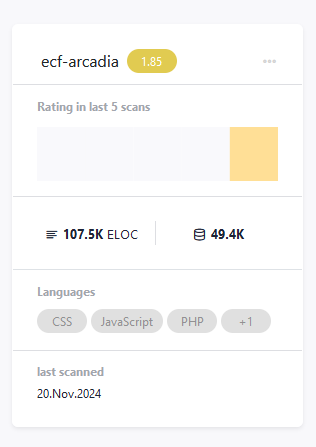 ecf-arcadia 1.85
Rating in last 5 scans
107.5K ELOC 49.4K
Languages
CSS JavaScript PHP +1
last scanned
20.Nov.2024